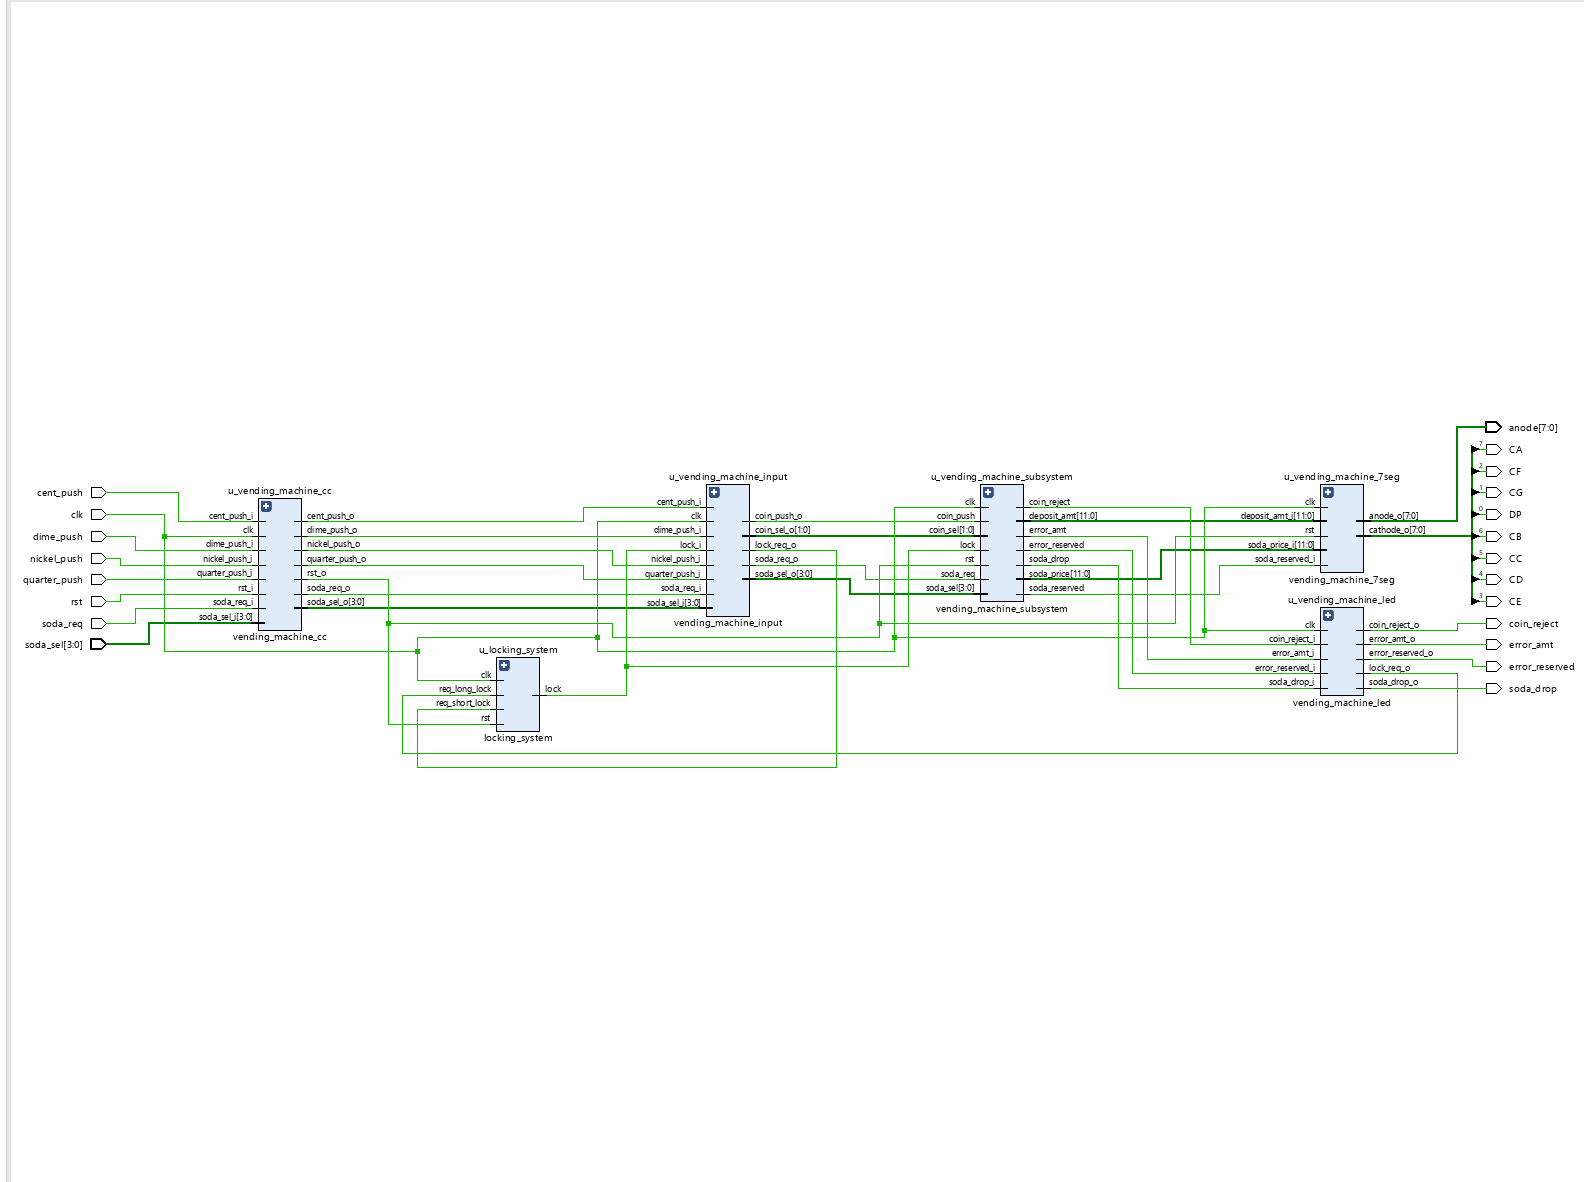 cent_push
clk
dime_push
nickel_push
quarter_push
rst
soda_req
soda_sel[3:0]
u_vending_machine_cc
cent_push_i
clk
dime_push_i
nickel_push_i
quarter_push_i
rst_i
soda_req_i
soda_sel_i[3:0]
cent_push_o
dime_push_o
nickel_push_o
quarter_push_o
rst_o
soda_req_o
soda_sel_o[3:0]
vending_machine_cc
u_locking_system
clk
req_long_lock
req_short_lock
rst
lock
locking_system
u_vending_machine_input
cent_push_i
clk
dime_push_i
lock_i
nickel_push_i
quarter_push_i
soda_req_i
soda_sel_i[3:0]
coin_push_o
coin_sel_o[1:0]
lock_req_o
soda_req_o
soda_sel_o[3:0]
vending_machine_input
u_vending_machine_subsystem
clk
coin_push
coin_sel[1:0]
lock
rst
soda_req
soda_sel[3:0]
coin_reject
deposit_amt[11:0]
error_amt
error_reserved
soda_drop
soda_price[11:0]
soda_reserved
vending_machine_subsystem
u_vending_machine_7seg
clk
deposit_amt_i[11:0]
rst
soda_price_i[11:0]
soda_reserved_i
anode_o[7:0]
cathode_o[7:0]
vending_machine_7seg
u_vending_machine_led
clk
coin_reject_i
error_amt_i
error_reserved_i
soda_drop_i
coin_reject_o
error_amt_o
error_reserved_o
lock_req_o
soda_drop_o
vending_machine_led
anode[7:0]
7 CA
2 CF
1 CG
0 DP
6 CB
5 CC
4 CD
3 CE
coin_reject
error_amt
error_reserved
soda_drop